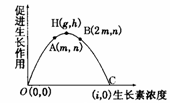 促进生长作用
H(g,h)
B(2m,n)
A(m,n)
C
O(0,0)
(i,0)生长素浓度